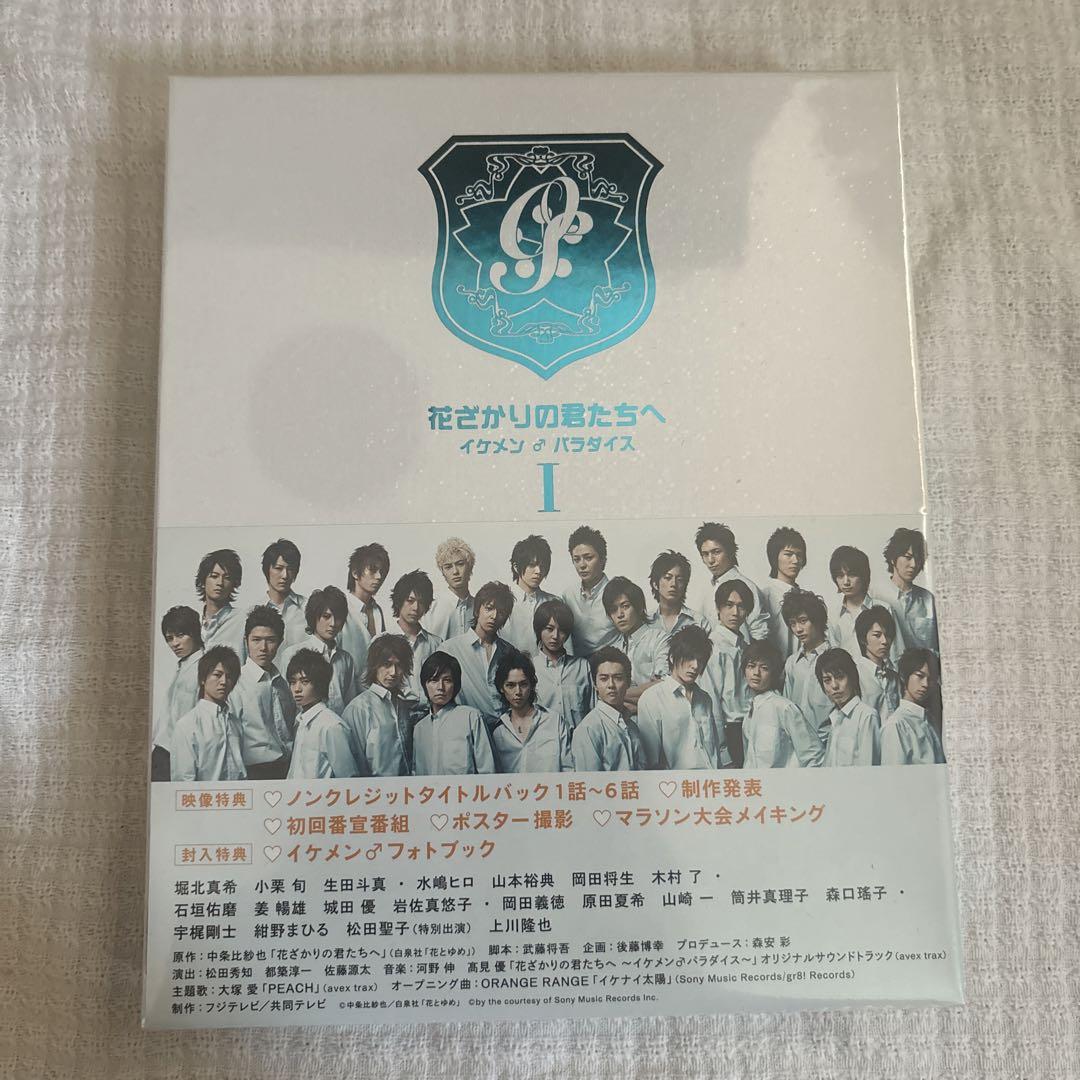 花ざかりの君たちへ
イケメン♂パラダイス
I
映像特典 ♡ノンクレジットタイトルバック1話～6話 ♡制作発表
♡初回番宣番組 ♡ポスター撮影 ♡マラソン大会メイキング
封入特典 ♡イケメン♂フォトブック
堀北真希 小栗 旬 生田斗真・水嶋ヒロ 山本裕典 岡田将生 木村 了・
石垣佑磨 姜 暢雄 城田 優 岩佐真悠子・岡田義徳 原田夏希 山崎 一 筒井真理子 森口瑤子・
宇梶剛士 紺野まひる 松田聖子(特別出演) 上川隆也
原作:中条比紗也「花ざかりの君たちへ」(白泉社「花とゆめ」) 脚本:武藤将吾 企画:後藤博幸 プロデュース:森安 彩
演出:松田秀知 都築淳一 佐藤源太 音楽:河野 伸 髙見 優「花ざかりの君たちへ ～イケメン♂パラダイス～」オリジナルサウンドトラック(avex trax)
主題歌:大塚 愛「PEACH」(avex trax) オープニング曲:ORANGE RANGE「イケナイ太陽」(Sony Music Records/gr8! Records)
制作:フジテレビ/共同テレビ ©中条比紗也/白泉社「花とゆめ」 ©by the courtesy of Sony Music Records Inc.